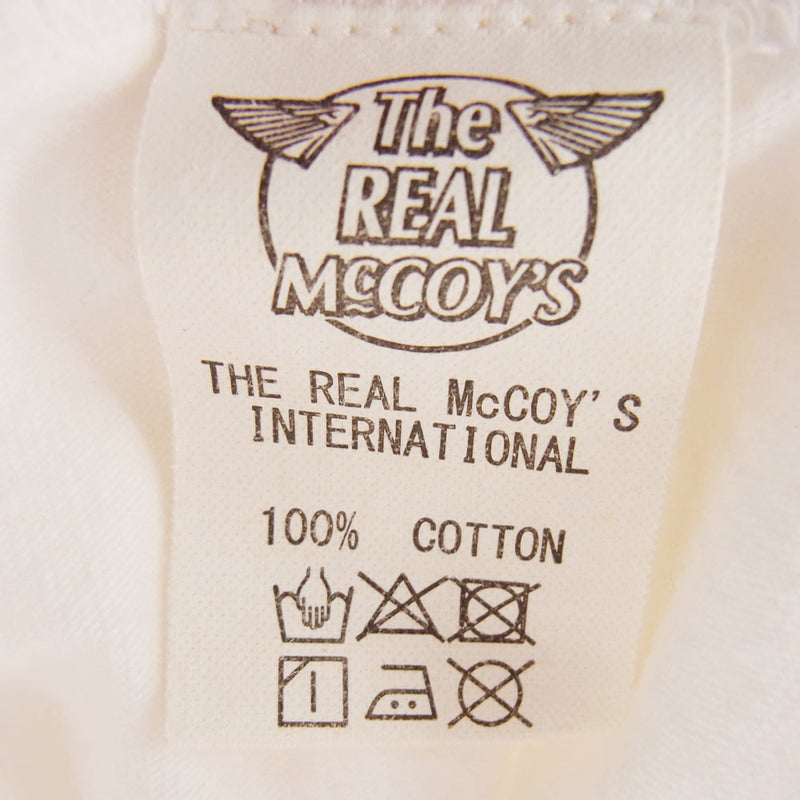 The
REAL
McCOY'S
THE REAL McCOY'S
INTERNATIONAL
100% COTTON